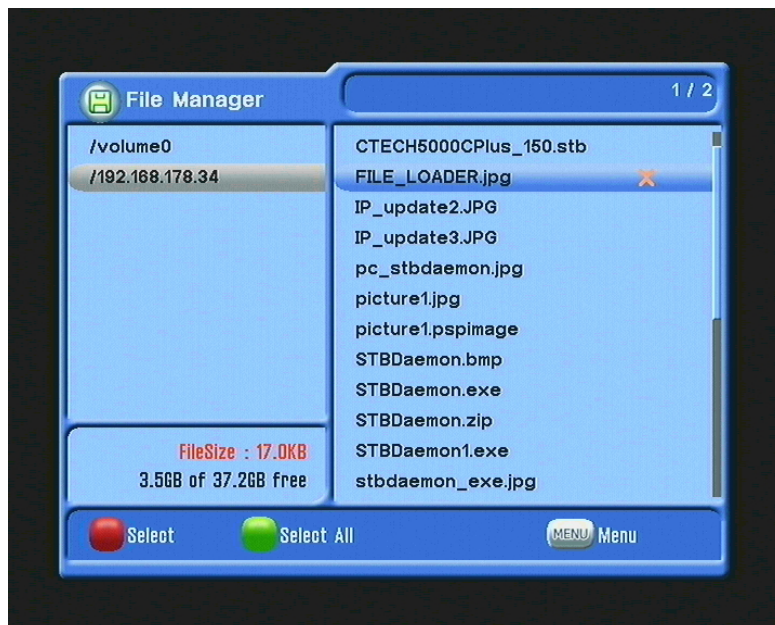 File Manager
1 / 2
/volume0
/192.168.178.34
CTECH5000CPlus_150.stb
FILE_LOADER.jpg
IP_update2.JPG
IP_update3.JPG
pc_stbdaemon.jpg
picture1.jpg
picture1.pspimage
STBDaemon.bmp
STBDaemon.exe
STBDaemon.zip
STBDaemon1.exe
stbdaemon_exe.jpg
FileSize : 17.0KB
3.5GB of 37.2GB free
Select
Select All
MENU Menu